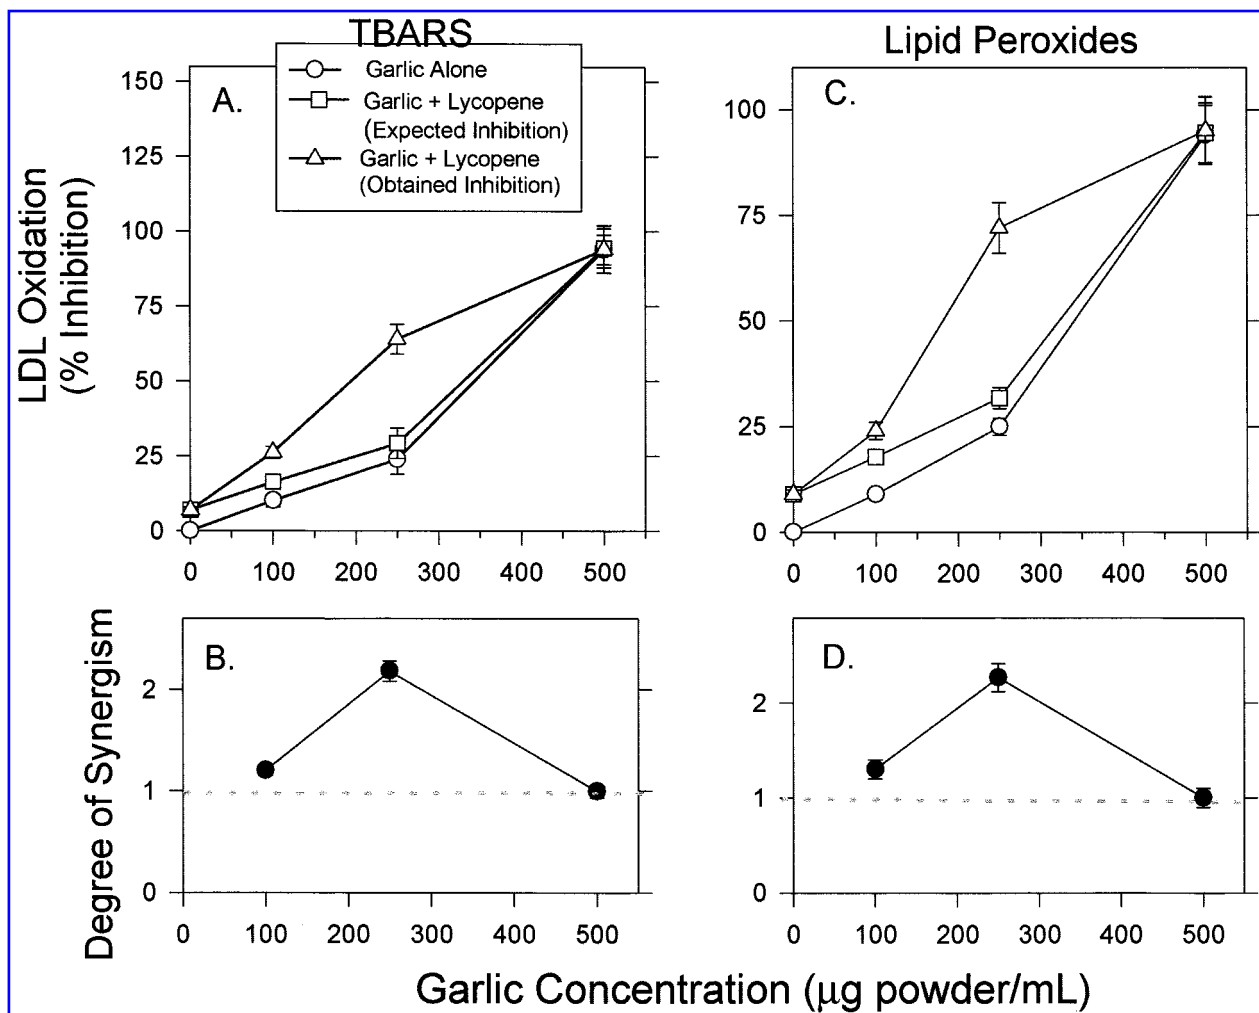 TBARS
Garlic Alone
Garlic + Lycopene
(Expected Inhibition)
Garlic + Lycopene
(Obtained Inhibition)
A.
150
125
100
75
50
25
0
0 100 200 300 400 500
LDL Oxidation
(% Inhibition)
Lipid Peroxides
C.
100
75
50
25
0
0 100 200 300 400 500
B.
2
1
0
0 100 200 300 400 500
Degree of Synergism
D.
2
1
0
0 100 200 300 400 500
Garlic Concentration (μg powder/mL)